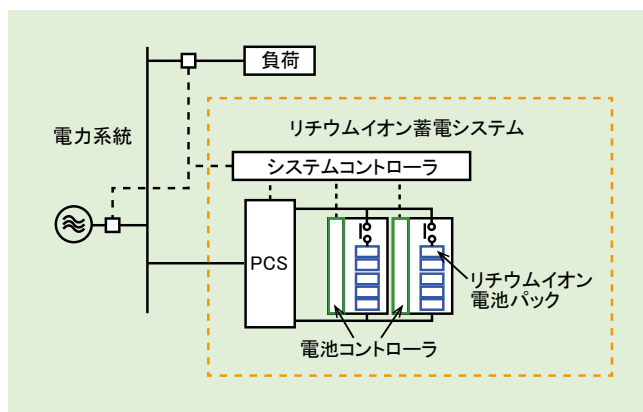 負荷
電力系統
リチウムイオン蓄電システム
システムコントローラ
PCS
リチウムイオン
電池パック
電池コントローラ